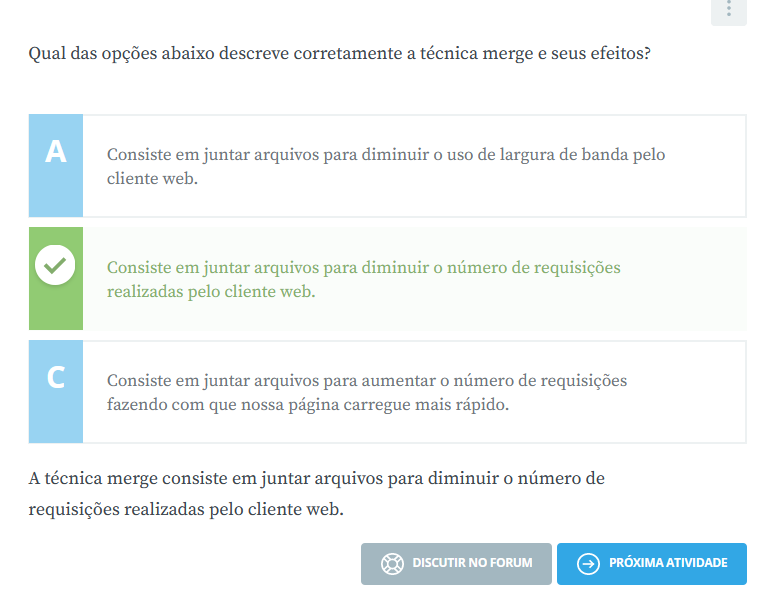 Qual das opções abaixo descreve corretamente a técnica merge e seus efeitos?
A
Consiste em juntar arquivos para diminuir o uso de largura de banda pelo
cliente web.
Consiste em juntar arquivos para diminuir o número de requisições
realizadas pelo cliente web.
C
Consiste em juntar arquivos para aumentar o número de requisições
fazendo com que nossa página carregue mais rápido.
A técnica merge consiste em juntar arquivos para diminuir o número de
requisições realizadas pelo cliente web.
DISCUTIR NO FORUM
PRÓXIMA ATIVIDADE